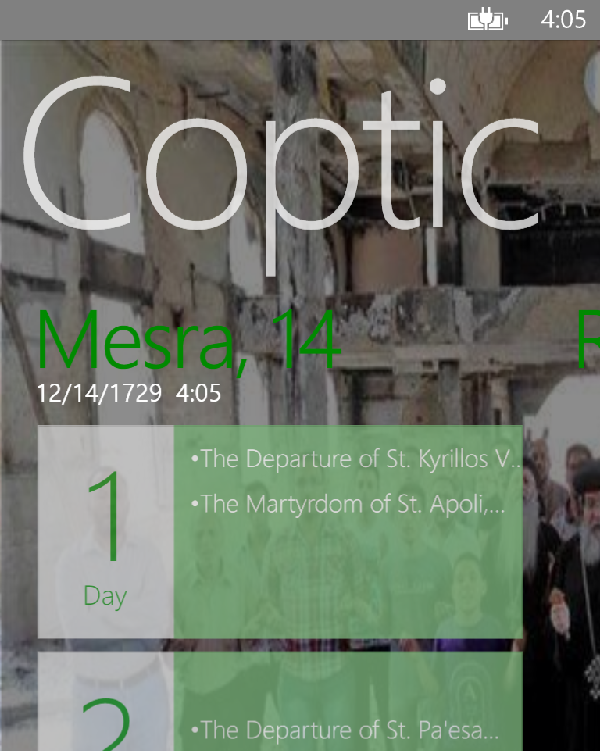 4:05
Coptic
Mesra, 14
R
12/14/1729 4:05
1
Day
•The Departure of St. Kyrillos V..
•The Martyrdom of St. Apoli,...
2
•The Departure of St. Pa'esa...